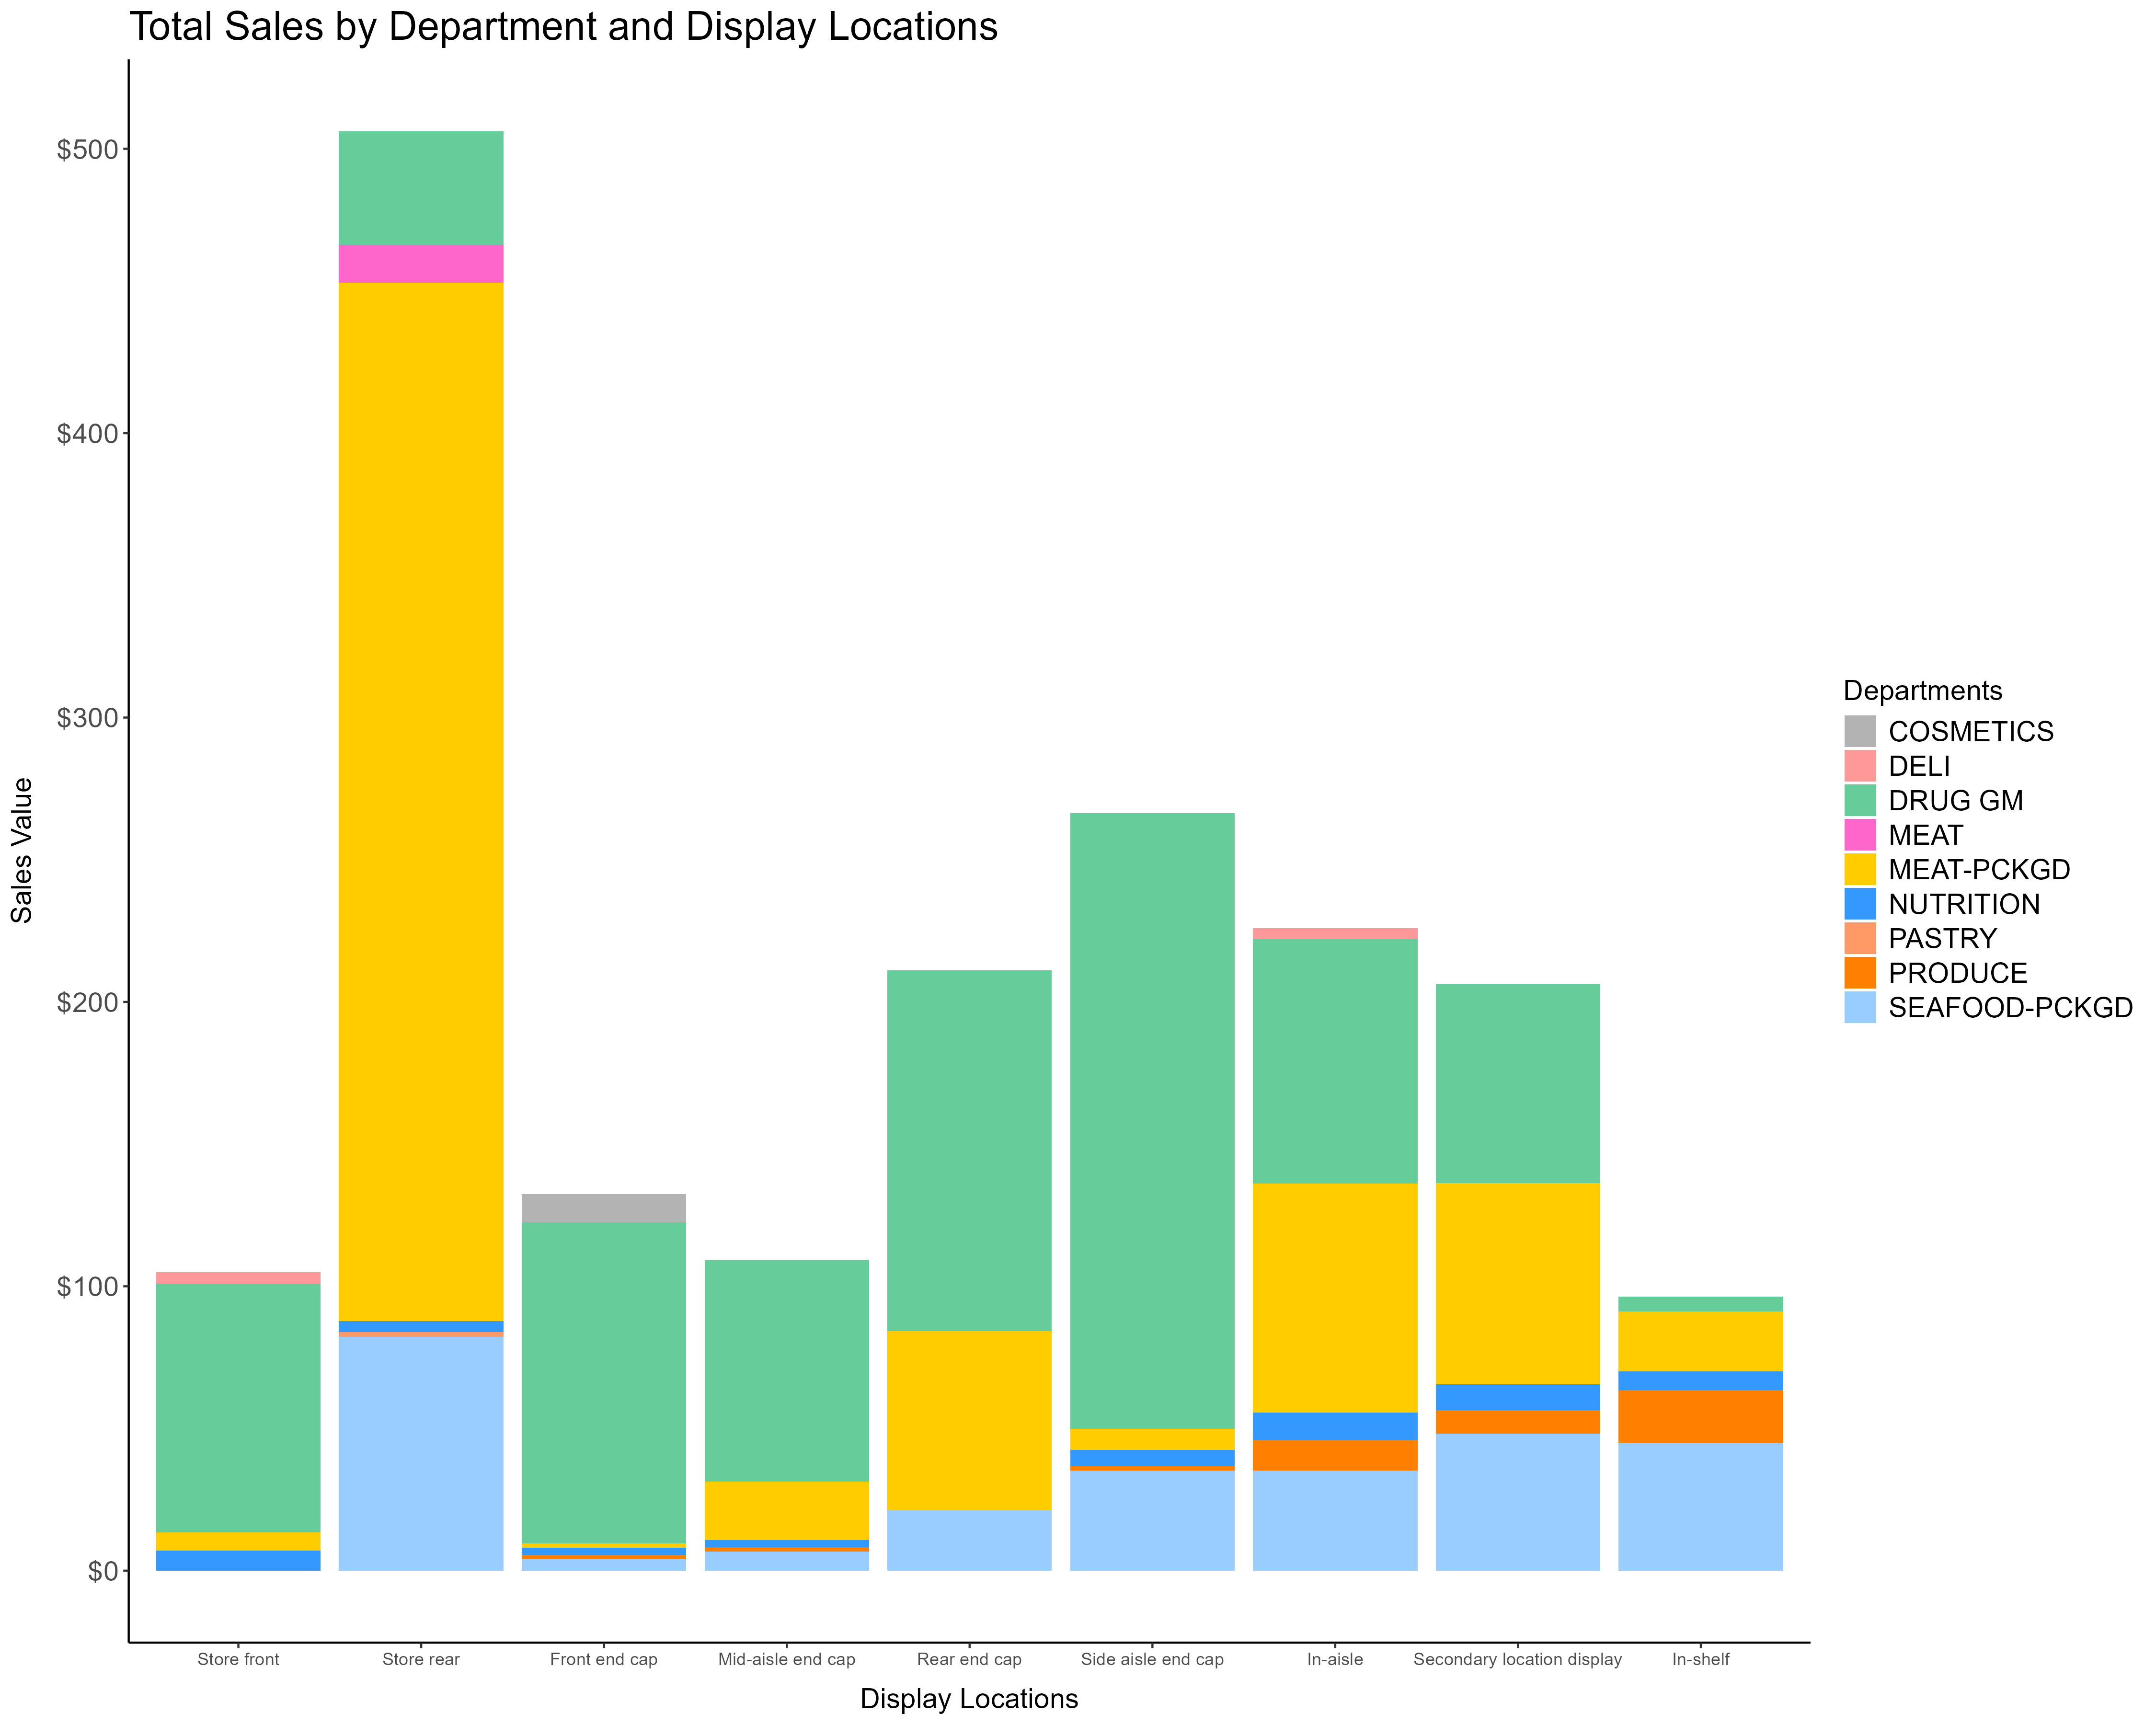 Total Sales by Department and Display Locations
$500
$400
$300
$200
$100
$0
Sales Value
Store front
Store rear
Front end cap
Mid-aisle end cap
Rear end cap
Side aisle end cap
In-aisle
Secondary location display
In-shelf
Display Locations
Departments
COSMETICS
DELI
DRUG GM
MEAT
MEAT-PCKGD
NUTRITION
PASTRY
PRODUCE
SEAFOOD-PCKGD